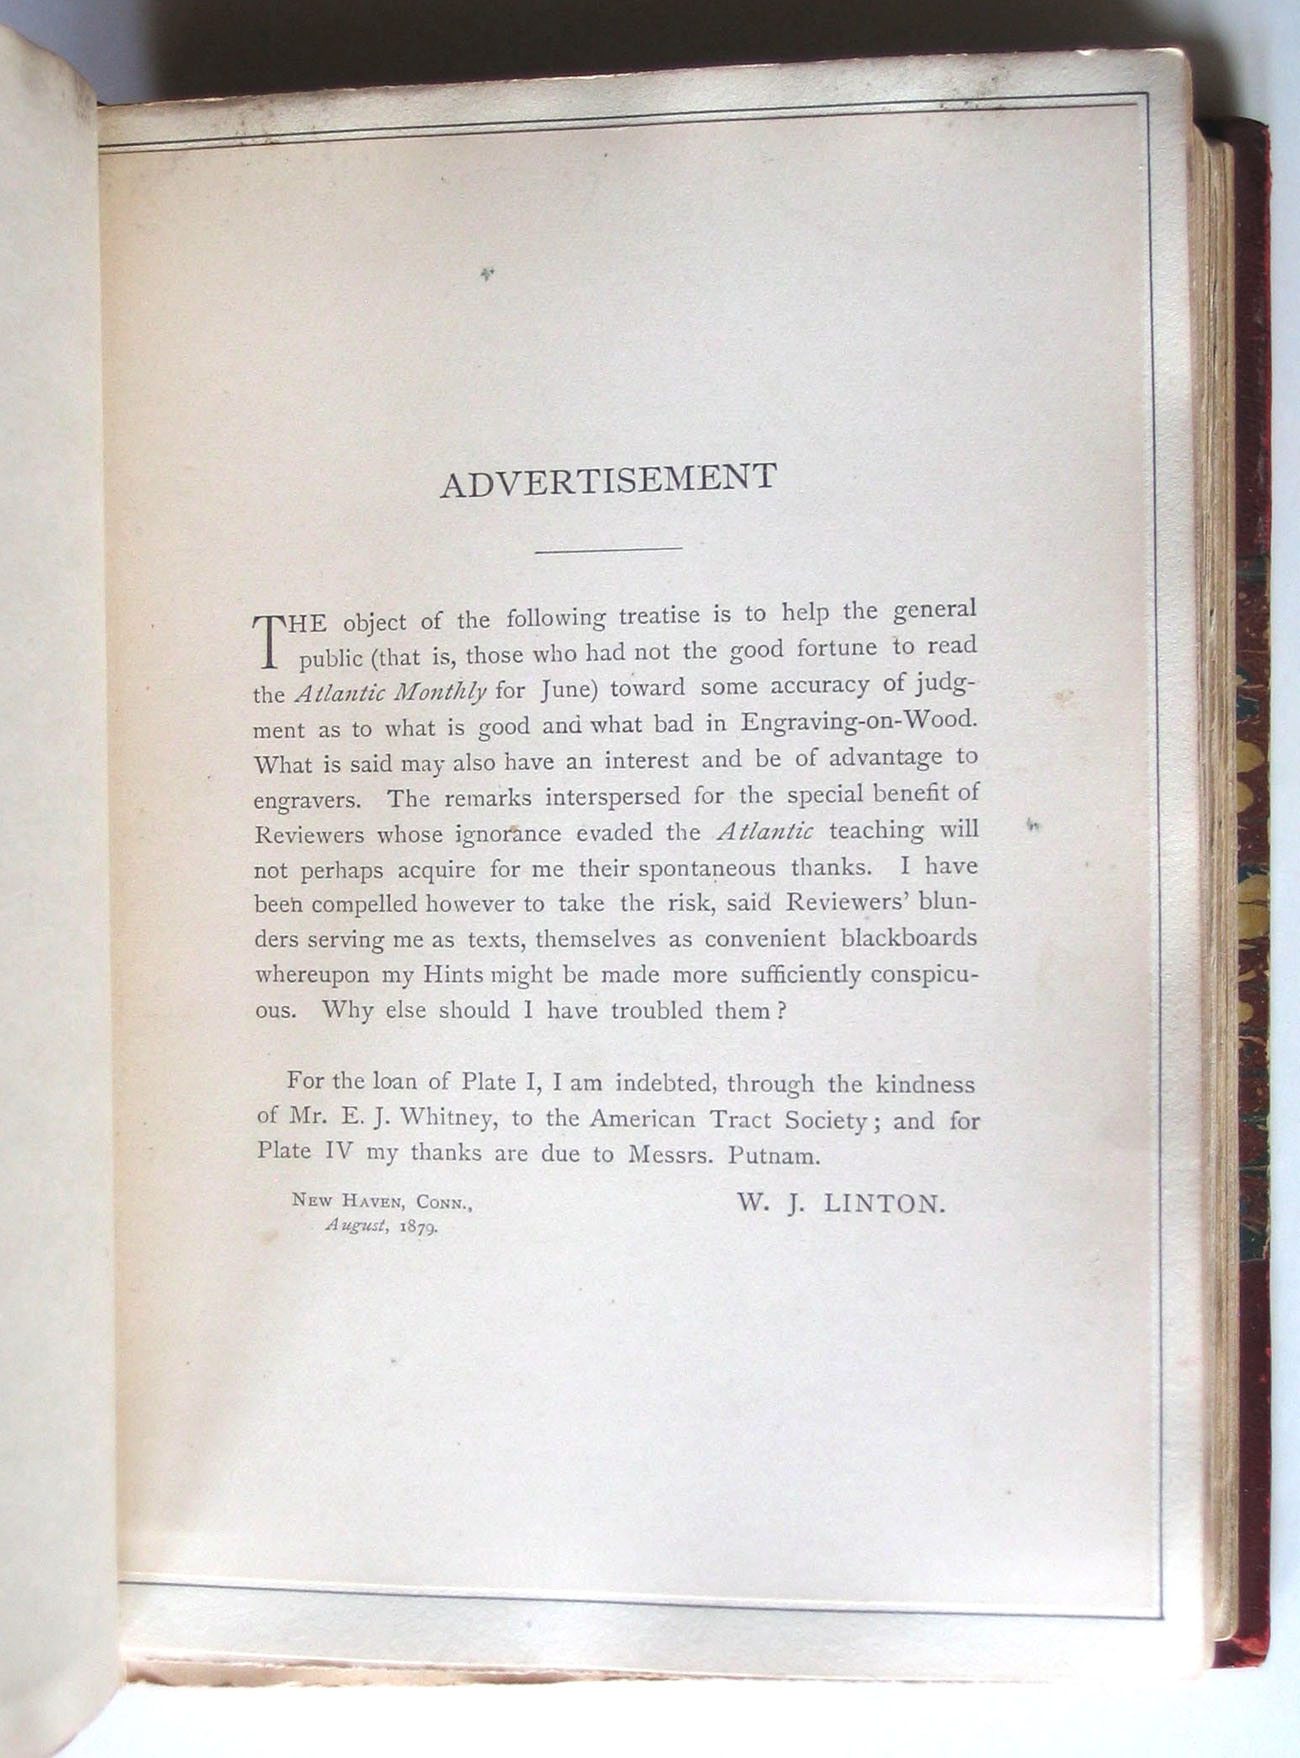 ADVERTISEMENT
THE object of the following treatise is to help the general
public (that is, those who had not the good fortune to read
the Atlantic Monthly for June) toward some accuracy of judg-
ment as to what is good and what bad in Engraving-on-Wood.
What is said may also have an interest and be of advantage to
engravers. The remarks interspersed for the special benefit of
Reviewers whose ignorance evaded the Atlantic teaching will
not perhaps acquire for me their spontaneous thanks. I have
been compelled however to take the risk, said Reviewers' blun-
ders serving me as texts, themselves as convenient blackboards
whereupon my Hints might be made more sufficiently conspicu-
ous. Why else should I have troubled them?
For the loan of Plate I, I am indebted, through the kindness
of Mr. E. J. Whitney, to the American Tract Society; and for
Plate IV my thanks are due to Messrs. Putnam.
NEW HAVEN, CONN., W. J. LINTON.
August, 1879.